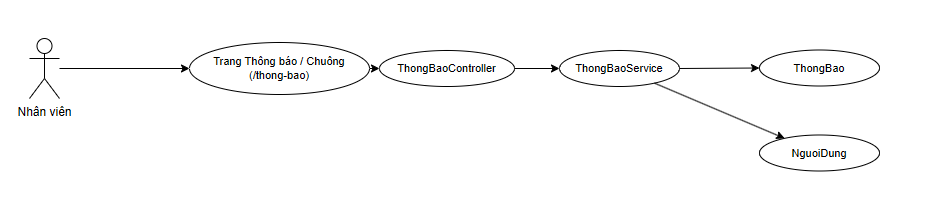 Nhân viên
Trang Thông báo / Chuông
(/thong-bao)
ThongBaoController
ThongBaoService
ThongBao
NguoiDung